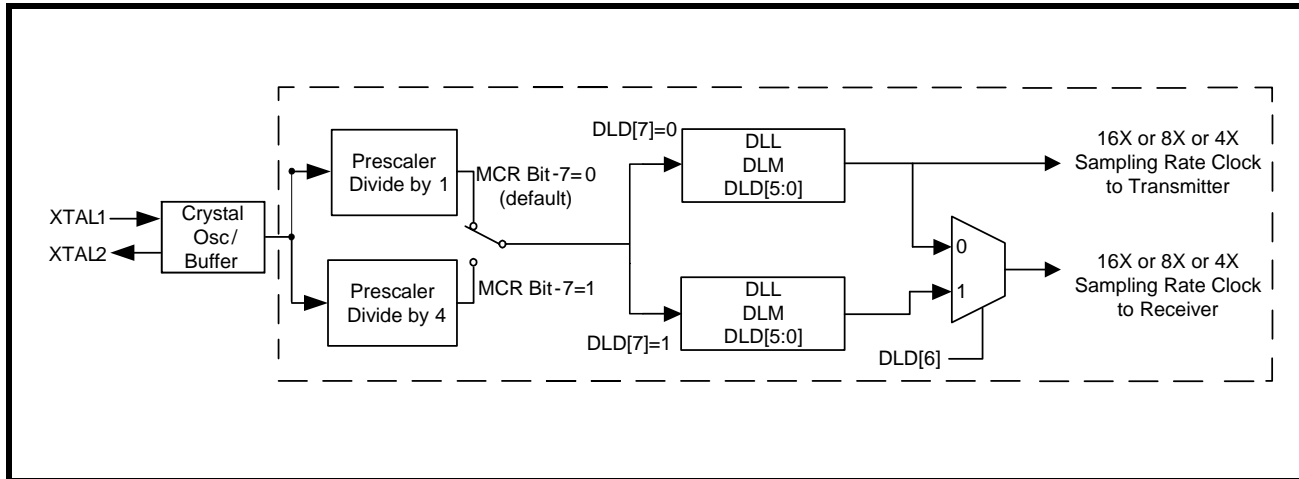 XTAL1
XTAL2
Crystal
Osc/
Buffer
Prescaler
Divide by 1
Prescaler
Divide by 4
MCR Bit-7=0
(default)
MCR Bit-7=1
DLD[7]=0
DLL
DLM
DLD[5:0]
DLD[7]=1
DLL
DLM
DLD[5:0]
0
1
DLD[6]
16X or 8X or 4X
Sampling Rate Clock
to Transmitter
16X or 8X or 4X
Sampling Rate Clock
to Receiver